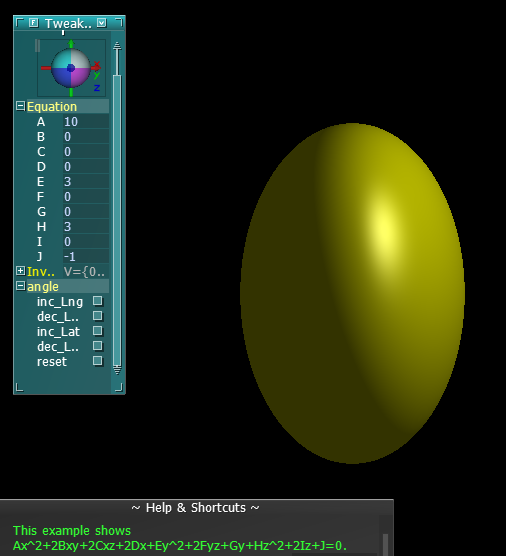 Tweak..
x
y
z
Equation
A 10
B 0
C 0
D 0
E 3
F 0
G 0
H 3
I 0
J -1
Inv.. V={0..
angle
inc_Lng
dec_L..
inc_Lat
dec_L..
reset
~ Help & Shortcuts ~
This example shows
Ax^2+2Bxy+2Cxz+2Dx+Ey^2+2Fyz+Gy+Hz^2+2Iz+J=0.